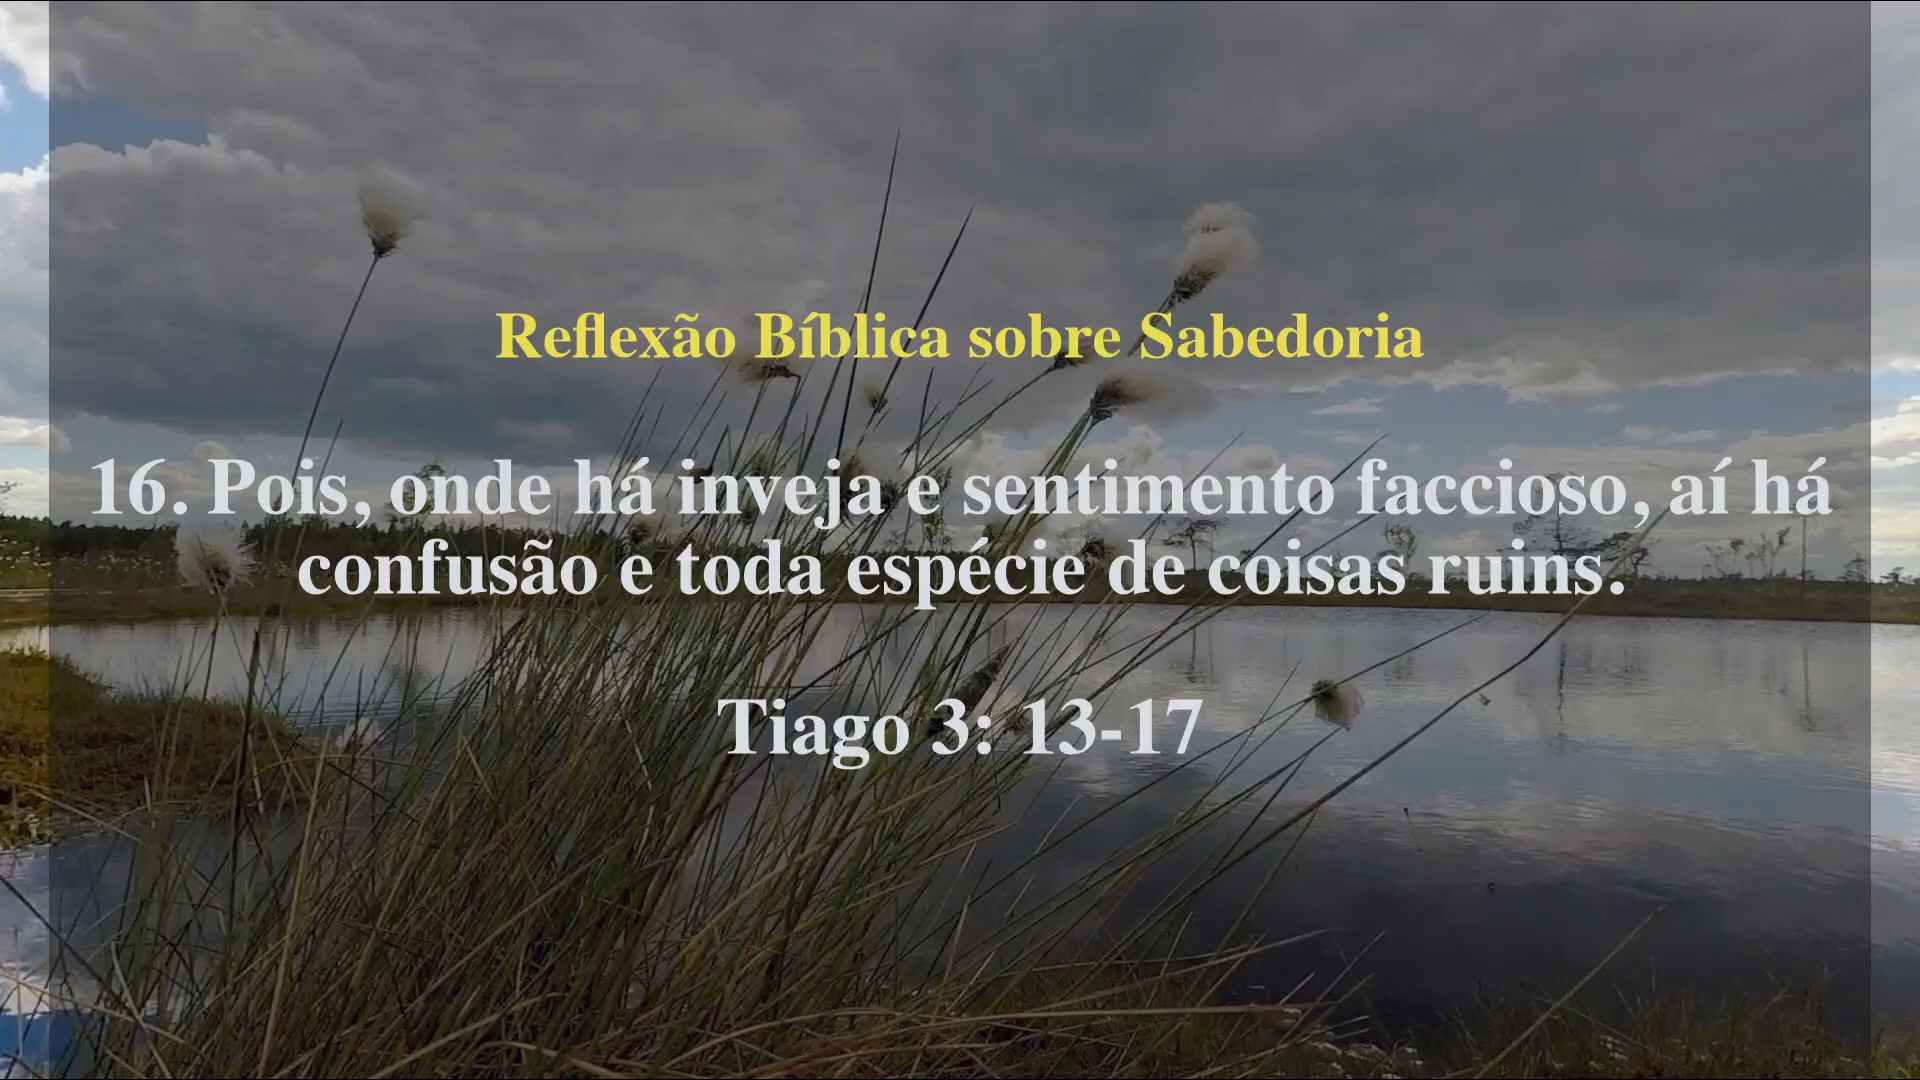 Reflexão Bíblica sobre Sabedoria
16. Pois, onde há inveja e sentimento faccioso, aí há
confusão e toda espécie de coisas ruins.
Tiago 3: 13-17